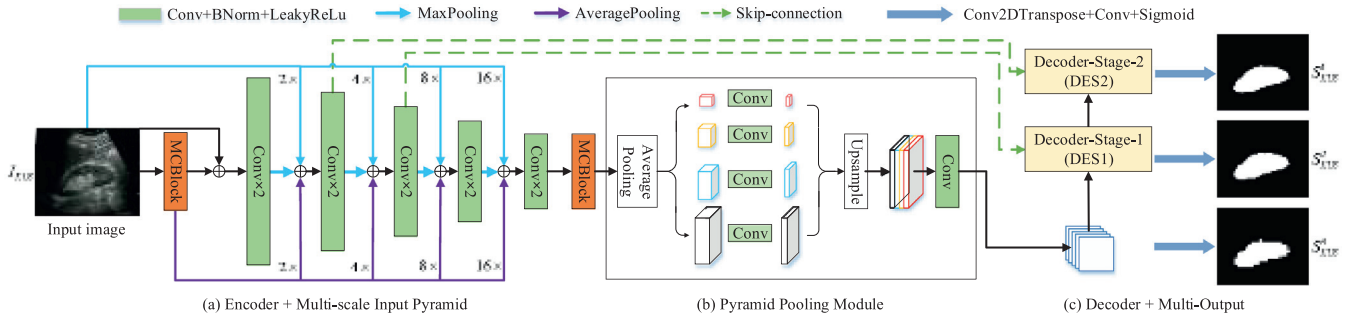 Conv+BNorm+LeakyReLu
MaxPooling
AveragePooling
Skip-connection
Conv2DTranspose+Conv+Sigmoid
2×
4×
8×
16×
MCBlock
Conv×2
Conv×2
Conv×2
Conv×2
Conv×2
MCBlock
2×
4×
8×
16×
Input image
Average
Pooling
Conv
Conv
Conv
Conv
Upsample
Conv
Decoder-Stage-2
(DES2)
Decoder-Stage-1
(DES1)
(a) Encoder + Multi-scale Input Pyramid
(b) Pyramid Pooling Module
(c) Decoder + Multi-Output